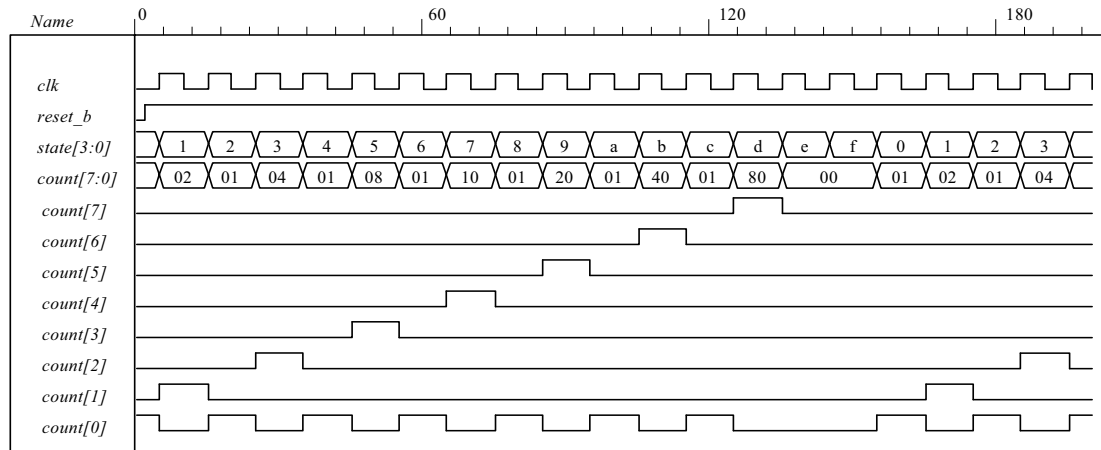 Name 0 60 120 180
clk
reset_b
state[3:0] 1 2 3 4 5 6 7 8 9 a b c d e f 0 1 2 3
count[7:0] 02 01 04 01 08 01 10 01 20 01 40 01 80 00 01 02 01 04
count[7]
count[6]
count[5]
count[4]
count[3]
count[2]
count[1]
count[0]